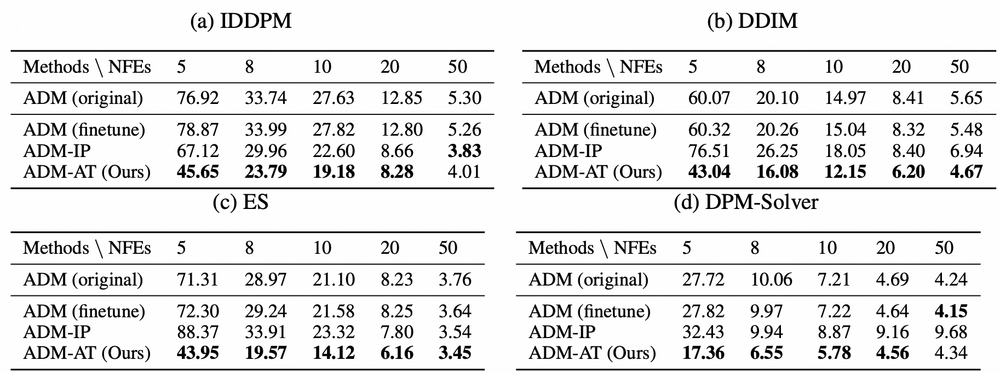 (a) IDDPM
Methods \ NFEs 5 8 10 20 50
ADM (original) 76.92 33.74 27.63 12.85 5.30
ADM (finetune) 78.87 33.99 27.82 12.80 5.26
ADM-IP 67.12 29.96 22.60 8.66 3.83
ADM-AT (Ours) 45.65 23.79 19.18 8.28 4.01
(b) DDIM
Methods \ NFEs 5 8 10 20 50
ADM (original) 60.07 20.10 14.97 8.41 5.65
ADM (finetune) 60.32 20.26 15.04 8.32 5.48
ADM-IP 76.51 26.25 18.05 8.40 6.94
ADM-AT (Ours) 43.04 16.08 12.15 6.20 4.67
(c) ES
Methods \ NFEs 5 8 10 20 50
ADM (original) 71.31 28.97 21.10 8.23 3.76
ADM (finetune) 72.30 29.24 21.58 8.25 3.64
ADM-IP 88.37 33.91 23.32 7.80 3.54
ADM-AT (Ours) 43.95 19.57 14.12 6.16 3.45
(d) DPM-Solver
Methods \ NFEs 5 8 10 20 50
ADM (original) 27.72 10.06 7.21 4.69 4.24
ADM (finetune) 27.82 9.97 7.22 4.64 4.15
ADM-IP 32.43 9.94 8.87 9.16 9.68
ADM-AT (Ours) 17.36 6.55 5.78 4.56 4.34